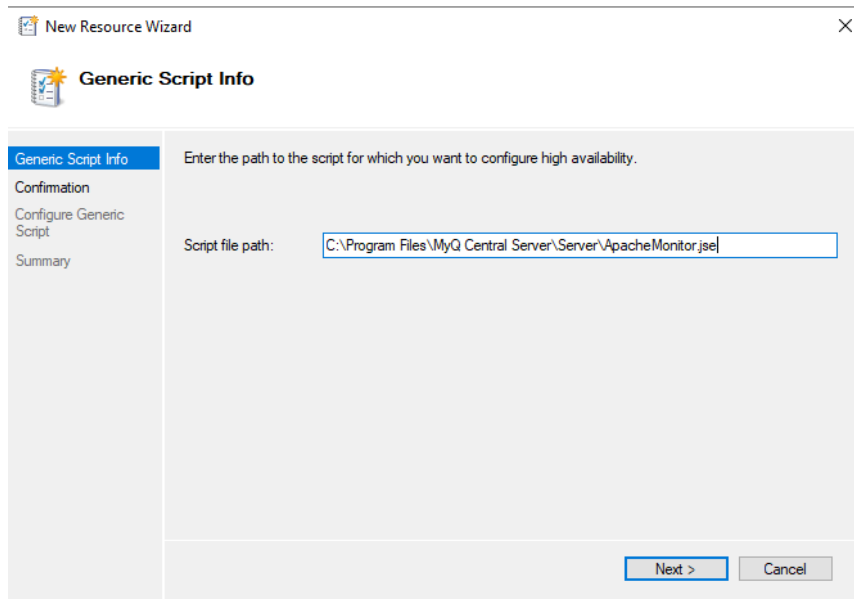 New Resource Wizard
Generic Script Info
Generic Script Info
Confirmation
Configure Generic
Script
Summary
Enter the path to the script for which you want to configure high availability.
Script file path:
C:\Program Files\MyQ Central Server\Server\ApacheMonitor.jse
Next >
Cancel